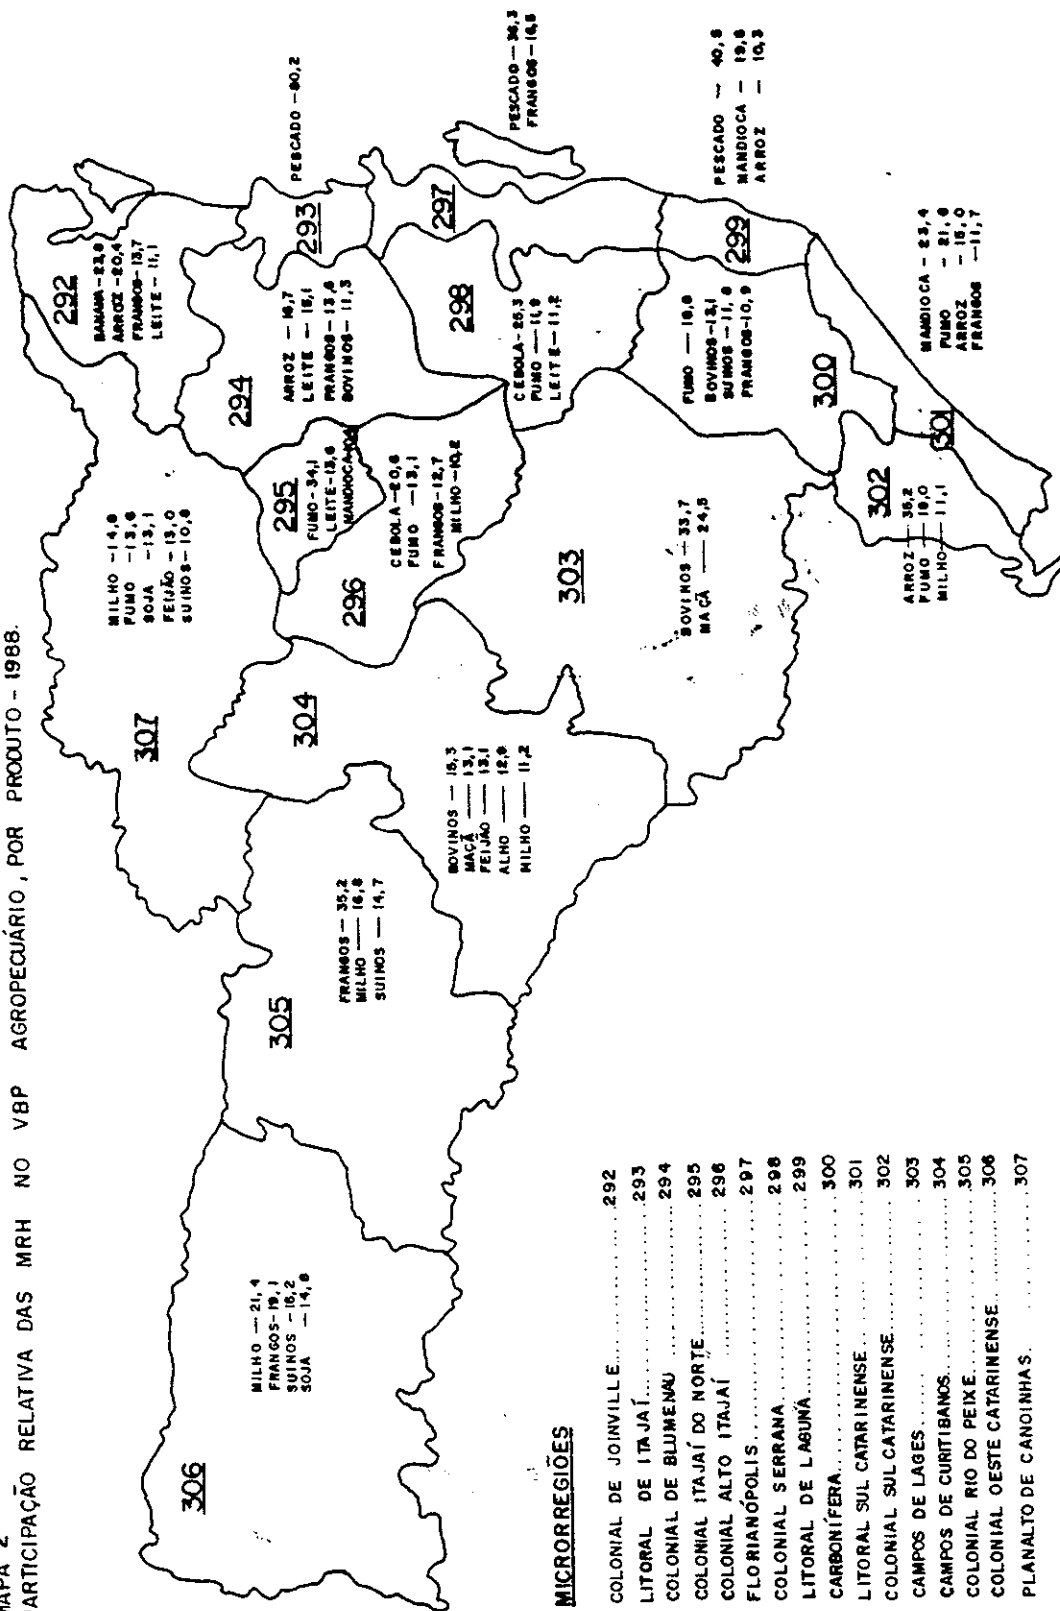 MAPA 2
PARTICIPAÇÃO RELATIVA DAS MRH NO VBP AGROPECUÁRIO, POR PRODUTO - 1988.
292
BANANA - 23,8
ARROZ - 20,4
FRANGOS - 13,7
LEITE - 11,1
PESCADO - 80,2
293
294
ARROZ - 16,7
LEITE - 15,1
FRANGOS - 13,6
BOVINOS - 11,3
307
MILHO - 14,8
FUMO - 13,6
SOJA - 13,1
FEIJÃO - 13,0
SUINOS - 10,8
295
FUMO - 34,1
LEITE - 13,6
MANDIOCA
296
CEBOLA - 20,6
FUMO - 13,1
FRANGOS - 12,7
MILHO - 10,2
297
PESCADO - 36,3
FRANGOS - 16,5
298
CEBOLA - 25,3
FUMO - 11,9
LEITE - 11,2
299
PESCADO - 40,8
MANDIOCA - 19,8
ARROZ - 10,3
300
FUMO - 18,8
BOVINOS - 13,1
SUINOS - 11,8
FRANGOS - 10,9
301
MANDIOCA - 23,4
FUMO - 21,6
ARROZ - 15,0
FRANGOS - 11,7
302
ARROZ - 35,2
FUMO - 19,0
MILHO - 11,1
303
BOVINOS - 33,7
MAÇÃ - 24,5
304
BOVINOS - 15,3
MAÇÃ - 13,1
FEIJÃO - 13,1
ALHO - 12,9
MILHO - 11,2
305
FRANGOS - 35,2
MILHO - 16,8
SUINOS - 14,7
306
MILHO - 21,4
FRANGOS - 19,1
SUINOS - 15,2
SOJA - 14,8
MICRORREGIÕES
COLONIAL DE JOINVILLE 292
LITORAL DE ITAJAÍ 293
COLONIAL DE BLUMENAU 294
COLONIAL ITAJAÍ DO NORTE 295
COLONIAL ALTO ITAJAÍ 296
FLORIANÓPOLIS 297
COLONIAL SERRANA 298
LITORAL DE LAGUNA 299
CARBONÍFERA 300
LITORAL SUL CATARINENSE 301
COLONIAL SUL CATARINENSE 302
CAMPOS DE LAGES 303
CAMPOS DE CURITIBANOS 304
COLONIAL RIO DO PEIXE 305
COLONIAL OESTE CATARINENSE 306
PLANALTO DE CANOINHAS. 307